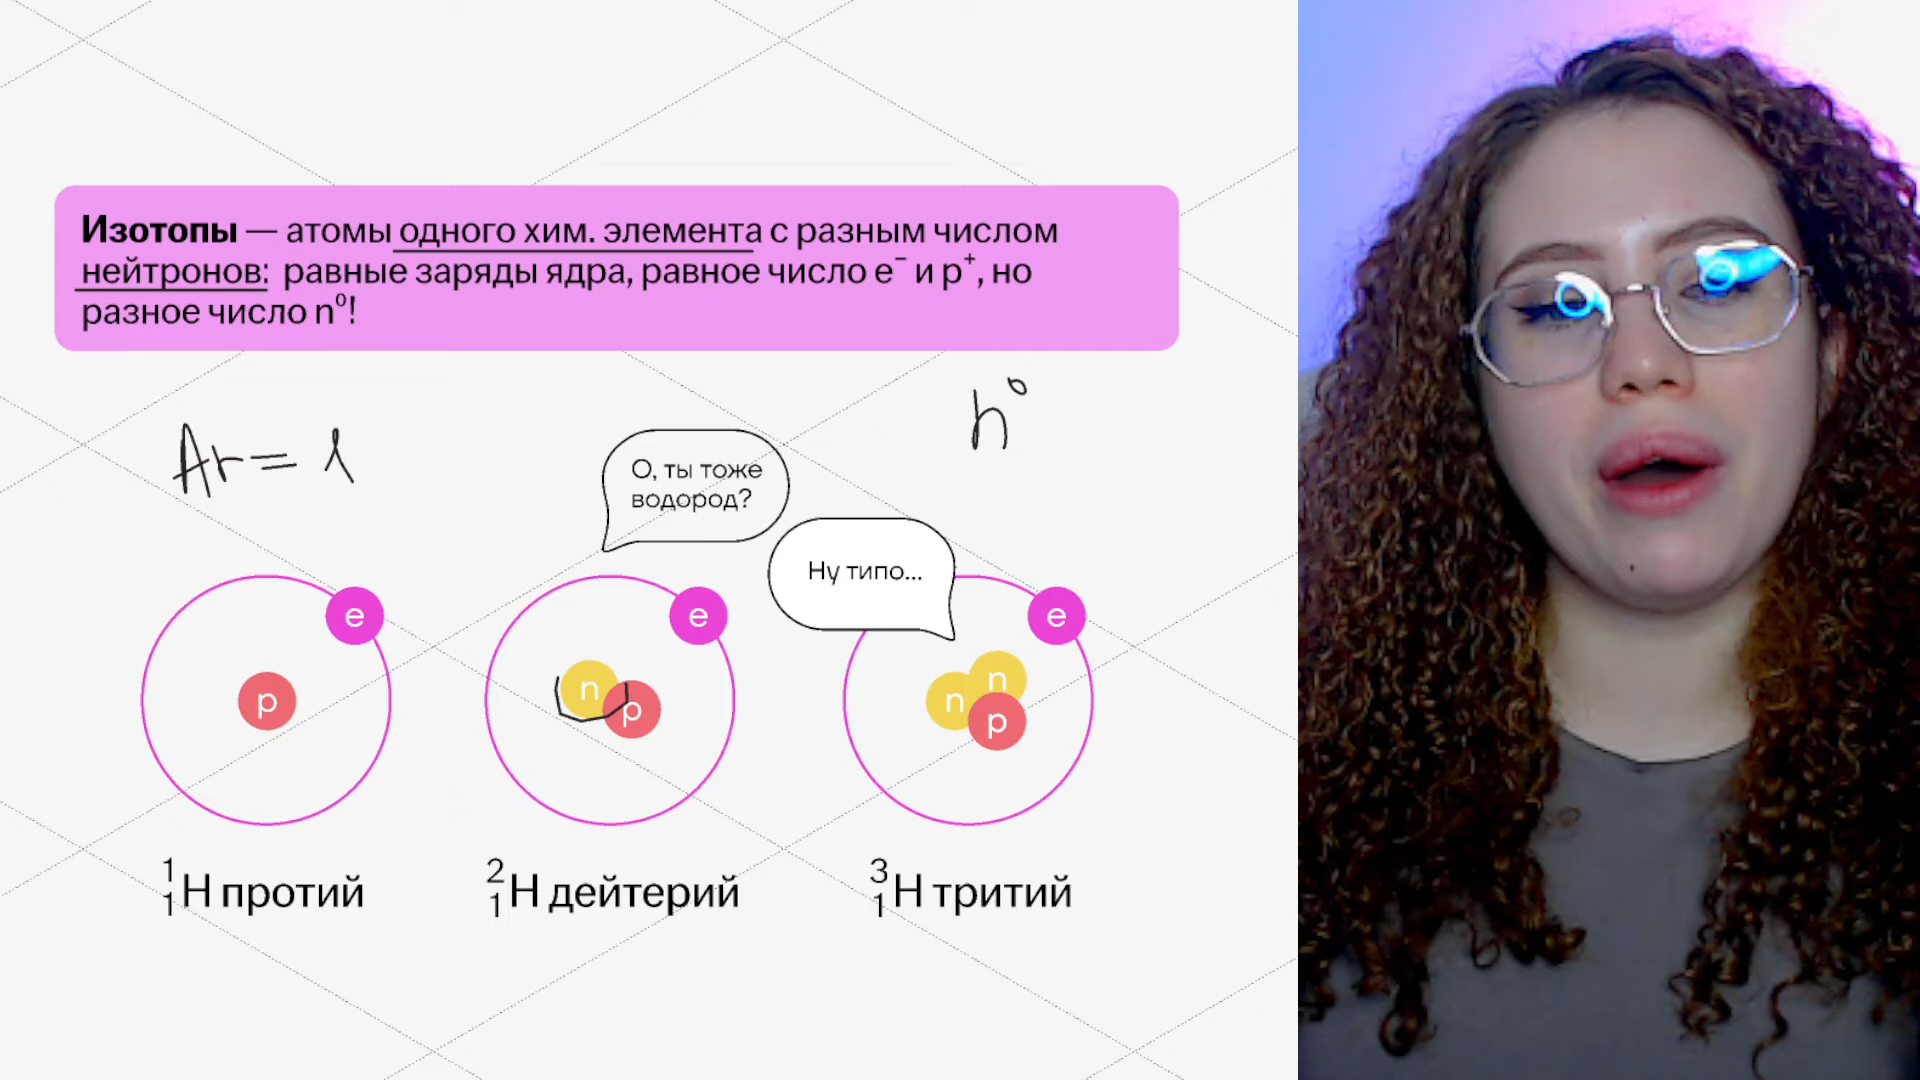 Изотопы — атомы одного хим. элемента с разным числом
нейтронов: равные заряды ядра, равное число e⁻ и p⁺, но
разное число n⁰!
Ar = 1
n⁰
О, ты тоже
водород?
Ну типо...
e
p
e
n
p
e
n
n
p
¹₁H протий
²₁H дейтерий
³₁H тритий